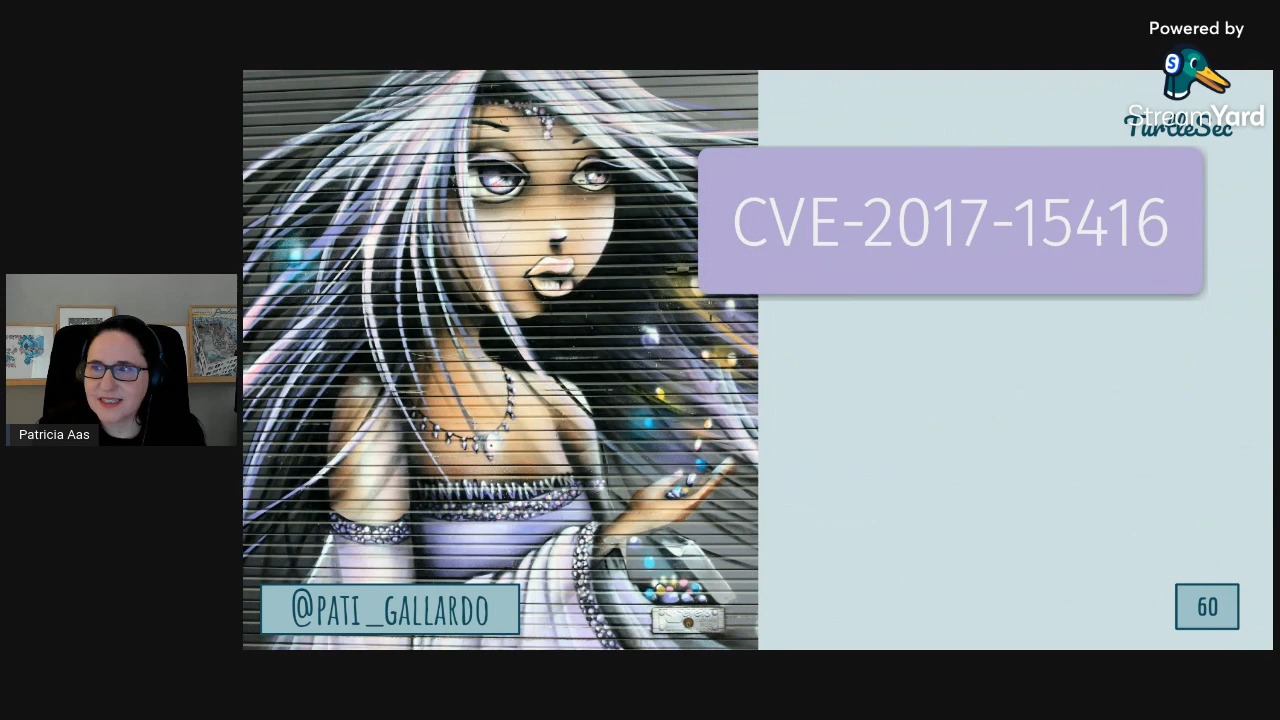 Powered by
S
StreamYard
TurtleSec
CVE-2017-15416
Patricia Aas
@PATI_GALLARDO
60